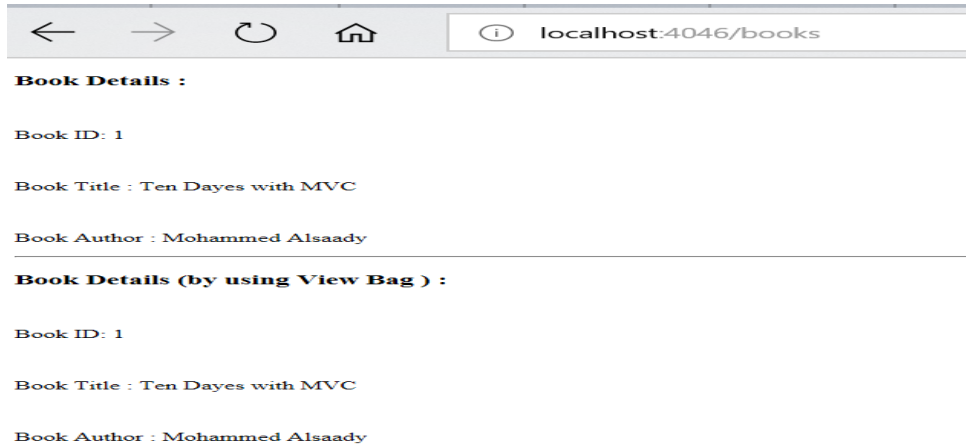 localhost:4046/books
Book Details :
Book ID: 1
Book Title : Ten Dayes with MVC
Book Author : Mohammed Alsaady
Book Details (by using View Bag ) :
Book ID: 1
Book Title : Ten Dayes with MVC
Book Author : Mohammed Alsaady